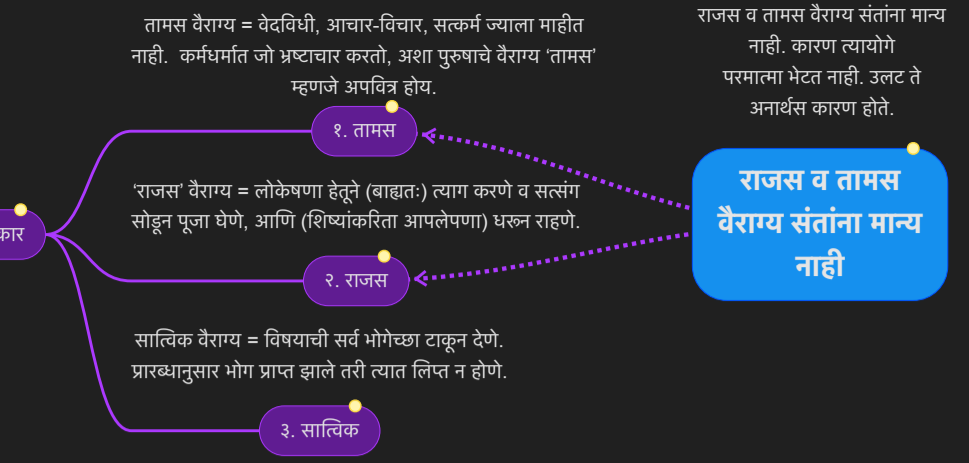 तामस वैराग्य = वेदविधी, आचार-विचार, सत्कर्म ज्याला माहीत
नाही. कर्मधर्मात जो भ्रष्टाचार करतो, अशा पुरुषाचे वैराग्य ‘तामस’
म्हणजे अपवित्र होय.
१. तामस
‘राजस’ वैराग्य = लोकेषणा हेतूने (बाह्यतः) त्याग करणे व सत्संग
सोडून पूजा घेणे, आणि (शिष्यांकरिता आपलेपणा) धरून राहणे.
कार
२. राजस
सात्विक वैराग्य = विषयाची सर्व भोगेच्छा टाकून देणे.
प्रारब्धानुसार भोग प्राप्त झाले तरी त्यात लिप्त न होणे.
३. सात्विक
राजस व तामस वैराग्य संतांना मान्य
नाही. कारण त्यायोगे
परमात्मा भेटत नाही. उलट ते
अनार्थस कारण होते.
राजस व तामस
वैराग्य संतांना मान्य
नाही